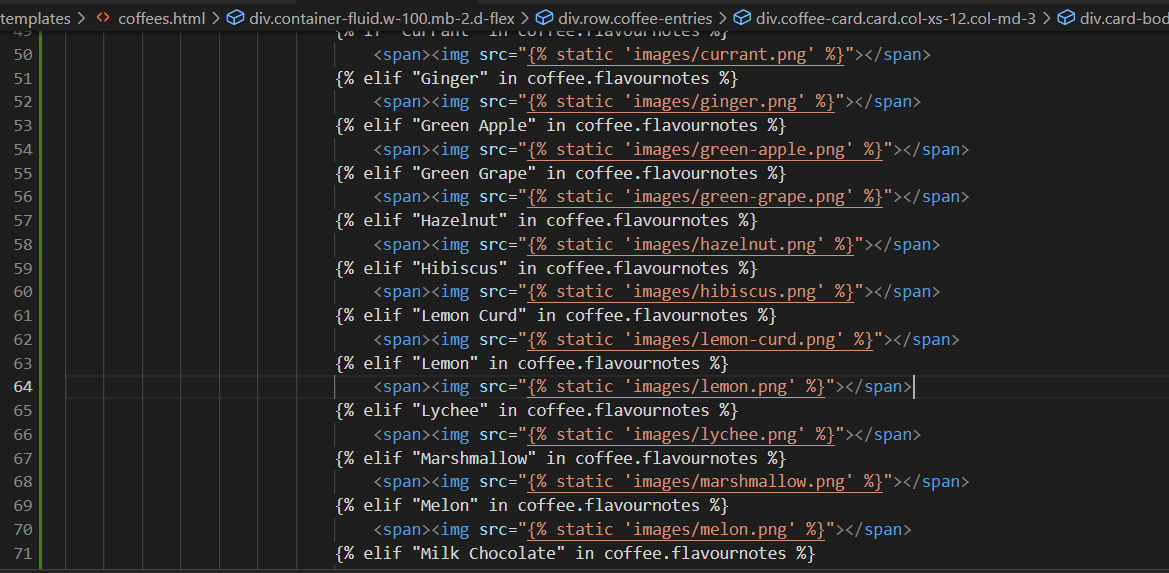 templates > coffees.html > div.container-fluid.w-100.mb-2.d-flex > div.row.coffee-entries > div.coffee-card.card.col-xs-12.col-md-3 > div.card-bod
49 {% if "Currant" in coffee.flavournotes %}
50 <span><img src="{% static 'images/currant.png' %}"></span>
51 {% elif "Ginger" in coffee.flavournotes %}
52 <span><img src="{% static 'images/ginger.png' %}"></span>
53 {% elif "Green Apple" in coffee.flavournotes %}
54 <span><img src="{% static 'images/green-apple.png' %}"></span>
55 {% elif "Green Grape" in coffee.flavournotes %}
56 <span><img src="{% static 'images/green-grape.png' %}"></span>
57 {% elif "Hazelnut" in coffee.flavournotes %}
58 <span><img src="{% static 'images/hazelnut.png' %}"></span>
59 {% elif "Hibiscus" in coffee.flavournotes %}
60 <span><img src="{% static 'images/hibiscus.png' %}"></span>
61 {% elif "Lemon Curd" in coffee.flavournotes %}
62 <span><img src="{% static 'images/lemon-curd.png' %}"></span>
63 {% elif "Lemon" in coffee.flavournotes %}
64 <span><img src="{% static 'images/lemon.png' %}"></span>
65 {% elif "Lychee" in coffee.flavournotes %}
66 <span><img src="{% static 'images/lychee.png' %}"></span>
67 {% elif "Marshmallow" in coffee.flavournotes %}
68 <span><img src="{% static 'images/marshmallow.png' %}"></span>
69 {% elif "Melon" in coffee.flavournotes %}
70 <span><img src="{% static 'images/melon.png' %}"></span>
71 {% elif "Milk Chocolate" in coffee.flavournotes %}